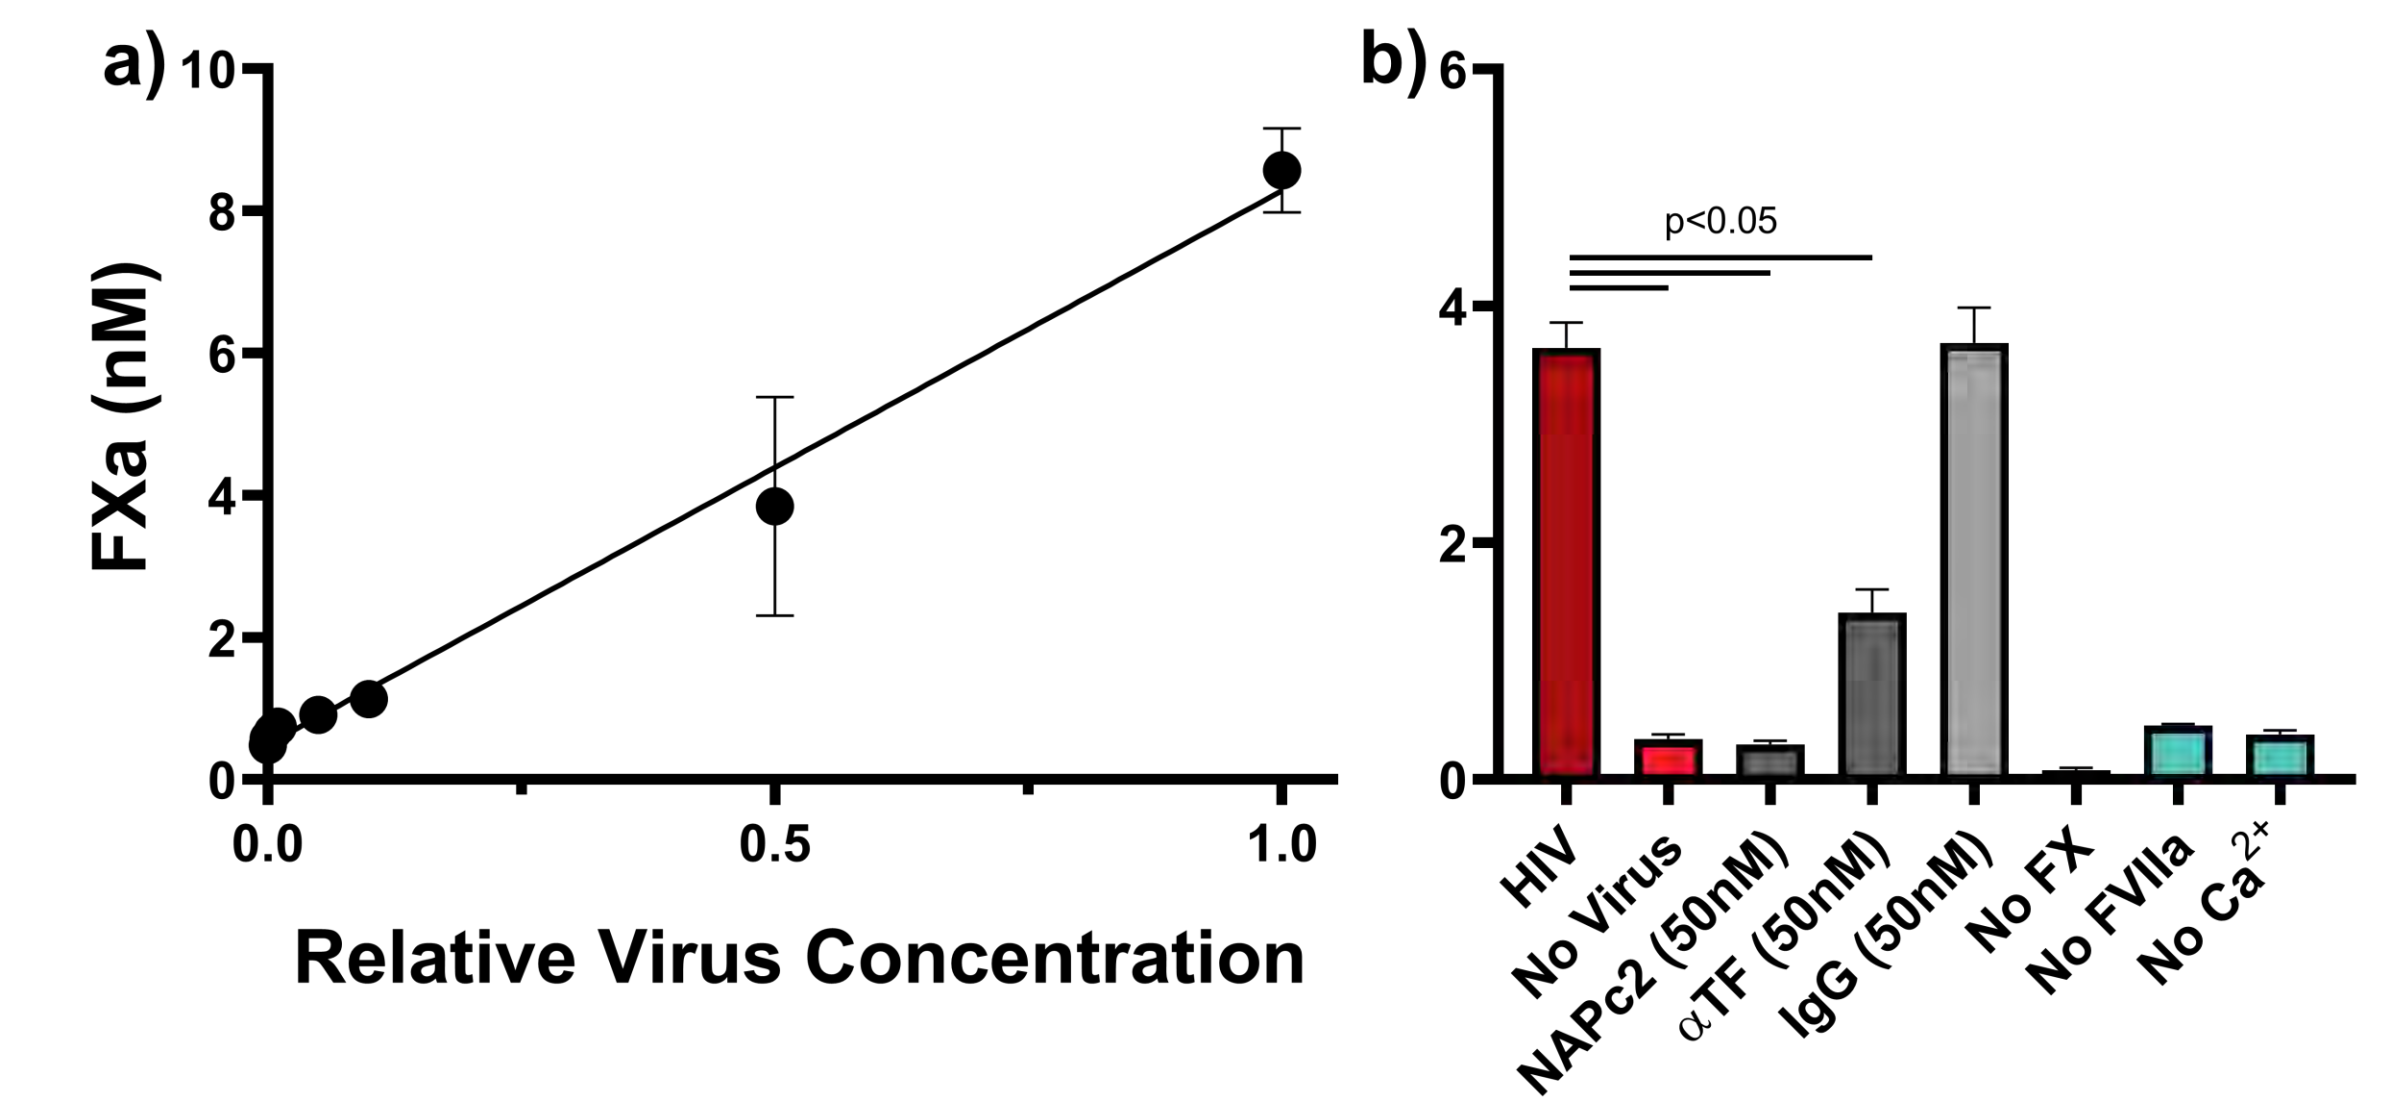 a)
10
8
6
4
2
0
FXa (nM)
0.0 0.5 1.0
Relative Virus Concentration
b)
6
4
2
0
p<0.05
HIV
No Virus
NAPc2 (50nM)
αTF (50nM)
IgG (50nM)
No FX
No FVIIa
No Ca²⁺